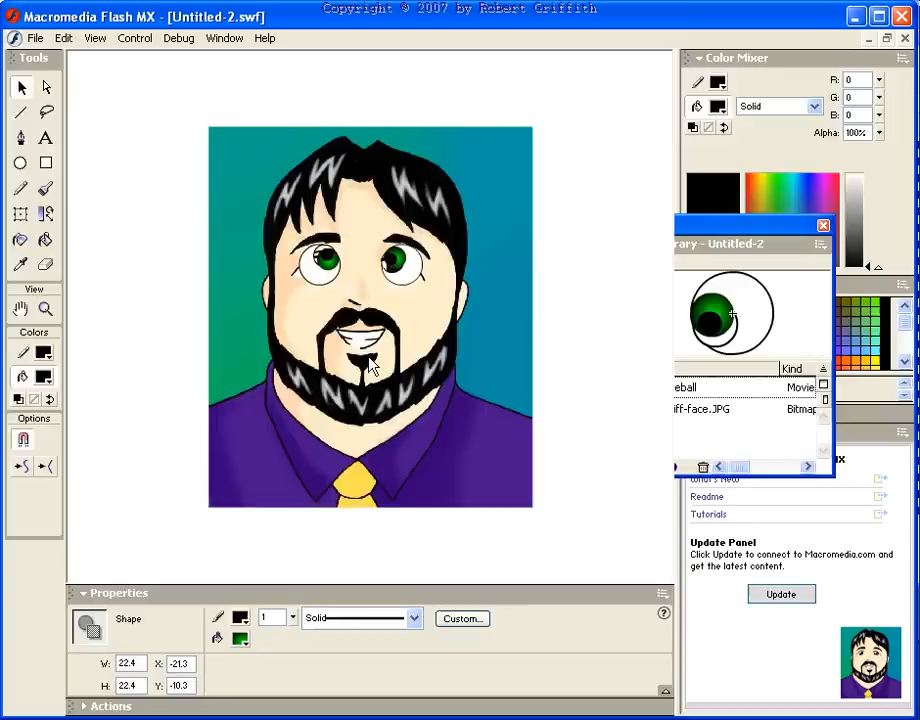 Copyright © 2007 by Robert Griffith
Macromedia Flash MX - [Untitled-2.swf]
File Edit View Control Debug Window Help
Tools
View
Colors
Options
Color Mixer
R: 0
Solid
G: 0
B: 0
Alpha: 100%
rary - Untitled-2
Kind
eball Movie
iff-face.JPG Bitmap
What's New
Readme
Tutorials
Update Panel
Click Update to connect to Macromedia.com and
get the latest content.
Update
Properties
Shape
1
Solid
Custom...
?
W: 22.4 X: -21.3
H: 22.4 Y: -10.3
Actions